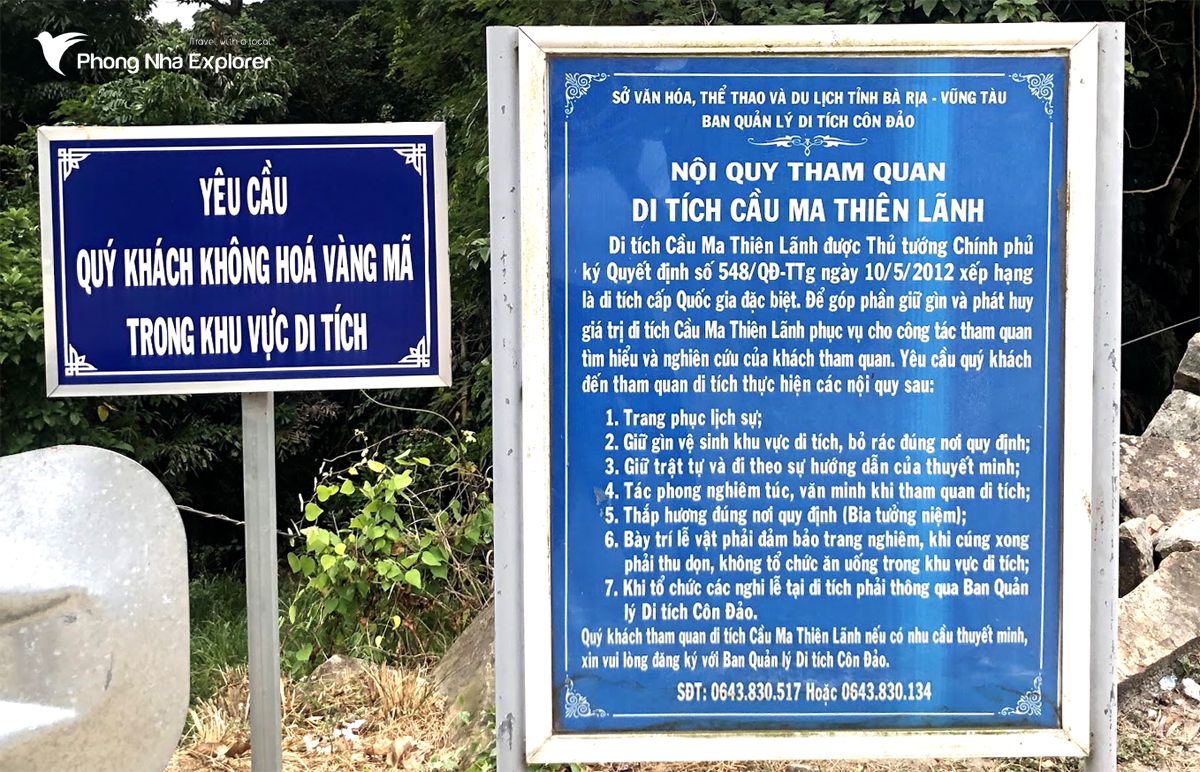 Travel with a local
Phong Nha Explorer
YÊU CẦU
QUÝ KHÁCH KHÔNG HOÁ VÀNG MÃ
TRONG KHU VỰC DI TÍCH
SỞ VĂN HÓA, THỂ THAO VÀ DU LỊCH TỈNH BÀ RỊA - VŨNG TÀU
BAN QUẢN LÝ DI TÍCH CÔN ĐẢO
NỘI QUY THAM QUAN
DI TÍCH CẦU MA THIÊN LÃNH
Di tích Cầu Ma Thiên Lãnh được Thủ tướng Chính phủ
ký Quyết định số 548/QĐ-TTg ngày 10/5/2012 xếp hạng
là di tích cấp Quốc gia đặc biệt. Để góp phần giữ gìn và phát huy
giá trị di tích Cầu Ma Thiên Lãnh phục vụ cho công tác tham quan
tìm hiểu và nghiên cứu của khách tham quan. Yêu cầu quý khách
đến tham quan di tích thực hiện các nội quy sau:
1. Trang phục lịch sự;
2. Giữ gìn vệ sinh khu vực di tích, bỏ rác đúng nơi quy định;
3. Giữ trật tự và đi theo sự hướng dẫn của thuyết minh;
4. Tác phong nghiêm túc, văn minh khi tham quan di tích;
5. Thắp hương đúng nơi quy định (Bia tưởng niệm);
6. Bày trí lễ vật phải đảm bảo trang nghiêm, khi cúng xong
phải thu dọn, không tổ chức ăn uống trong khu vực di tích;
7. Khi tổ chức các nghi lễ tại di tích phải thông qua Ban Quản
lý Di tích Côn Đảo.
Quý khách tham quan di tích Cầu Ma Thiên Lãnh nếu có nhu cầu thuyết minh,
xin vui lòng đăng ký với Ban Quản lý Di tích Côn Đảo.
SĐT: 0643.830.517 Hoặc 0643.830.134